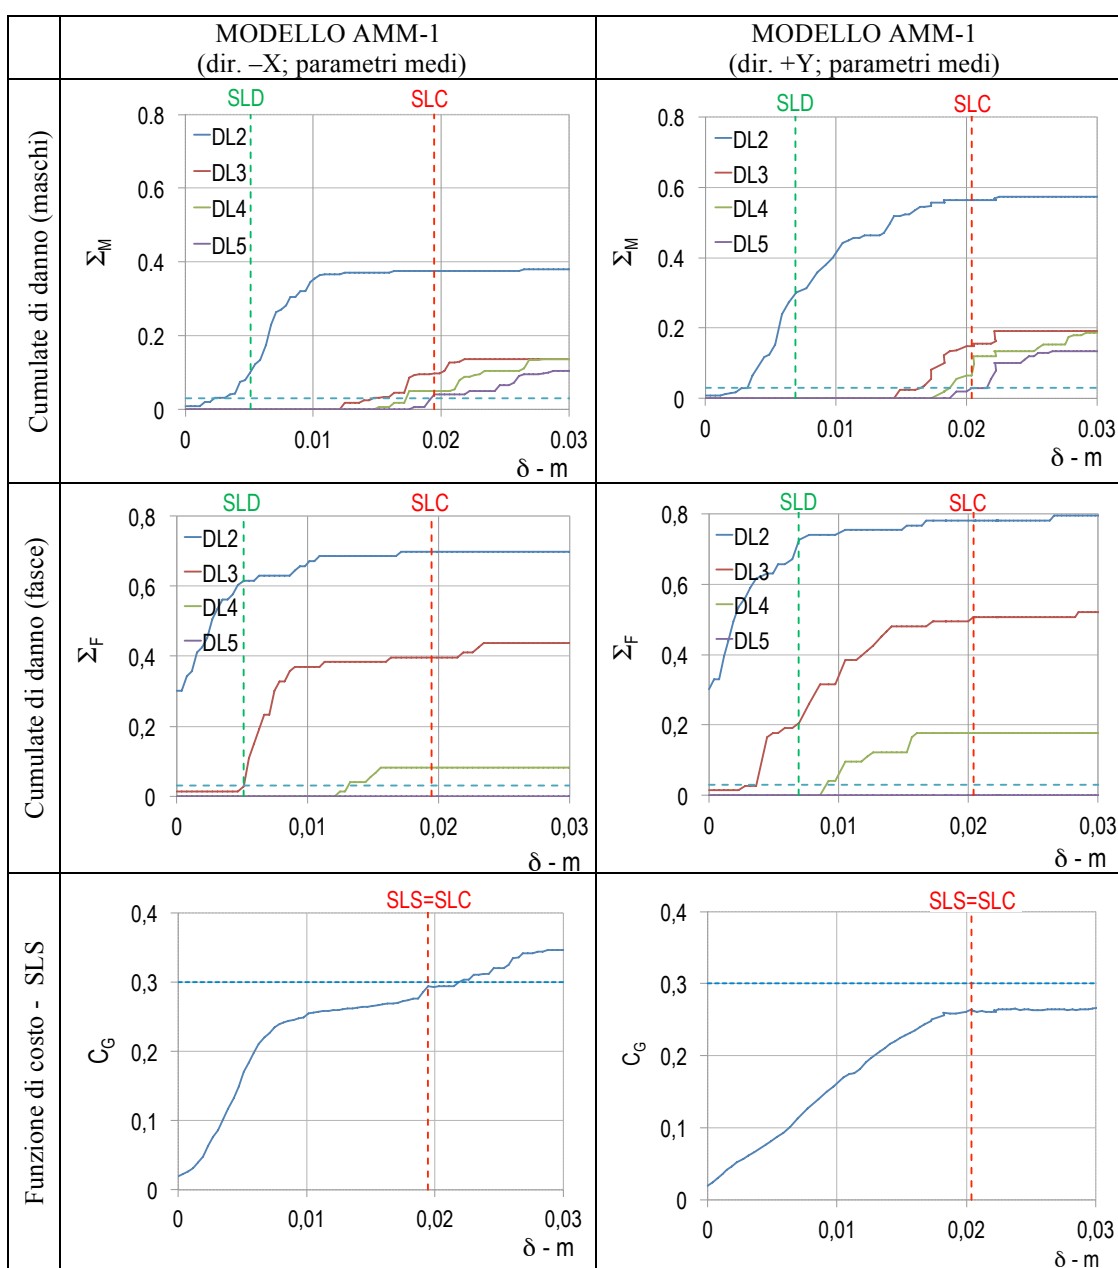 MODELLO AMM-1
(dir. –X; parametri medi)
MODELLO AMM-1
(dir. +Y; parametri medi)
Cumulate di danno (maschi)
SLD
SLC
0.8
0.6
0.4
0.2
0
DL2
DL3
DL4
DL5
Σ_M
0
0.01
0.02
0.03
δ - m
SLD
SLC
0.8
0.6
0.4
0.2
0
DL2
DL3
DL4
DL5
Σ_M
0
0.01
0.02
0.03
δ - m
Cumulate di danno (fasce)
SLD
SLC
0,8
0,6
0,4
0,2
0
DL2
DL3
DL4
DL5
Σ_F
0
0,01
0,02
0,03
δ - m
SLD
SLC
0,8
0,6
0,4
0,2
0
DL2
DL3
DL4
DL5
Σ_F
0
0,01
0,02
0,03
δ - m
Funzione di costo - SLS
SLS=SLC
0,4
0,3
0,2
0,1
0
C_G
0
0,01
0,02
0,03
δ - m
SLS=SLC
0,4
0,3
0,2
0,1
0
C_G
0
0,01
0,02
0,03
δ - m